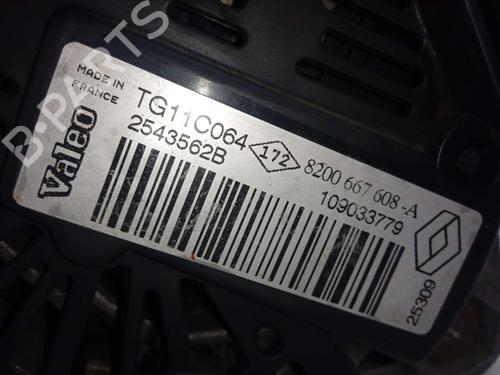 B-PARTS
MADE IN
FRANCE
Valeo
TG11C064
2543562B
172
8200 667 608 -A
109033779
25309